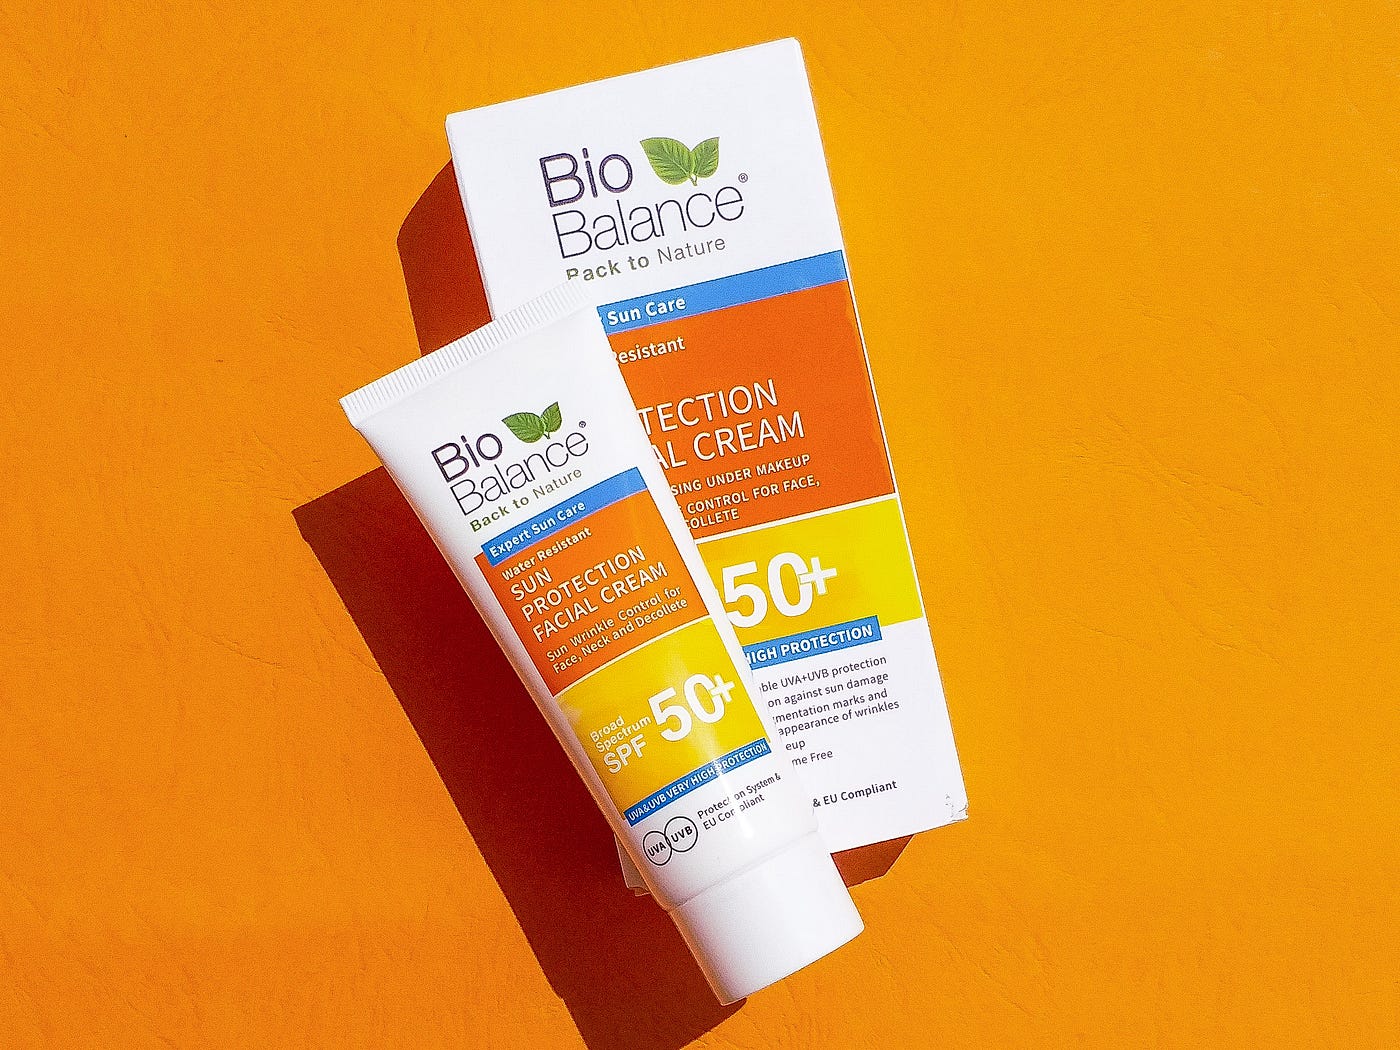 Bio
Balance®
Back to Nature
Sun Care
Resistant
TECTION
AL CREAM
SING UNDER MAKEUP
CONTROL FOR FACE,
COLLETE
50+
HIGH PROTECTION
ble UVA+UVB protection
on against sun damage
mentation marks and
appearance of wrinkles
eup
me Free
& EU Compliant
Bio
Balance®
Back to Nature
Expert Sun Care
Water Resistant
SUN
PROTECTION
FACIAL CREAM
Sun Wrinkle Control for
Face, Neck and Decollete
Broad
Spectrum
SPF 50+
UVA&UVB VERY HIGH PROTECTION
UVA UVB
Protection System &
EU Compliant